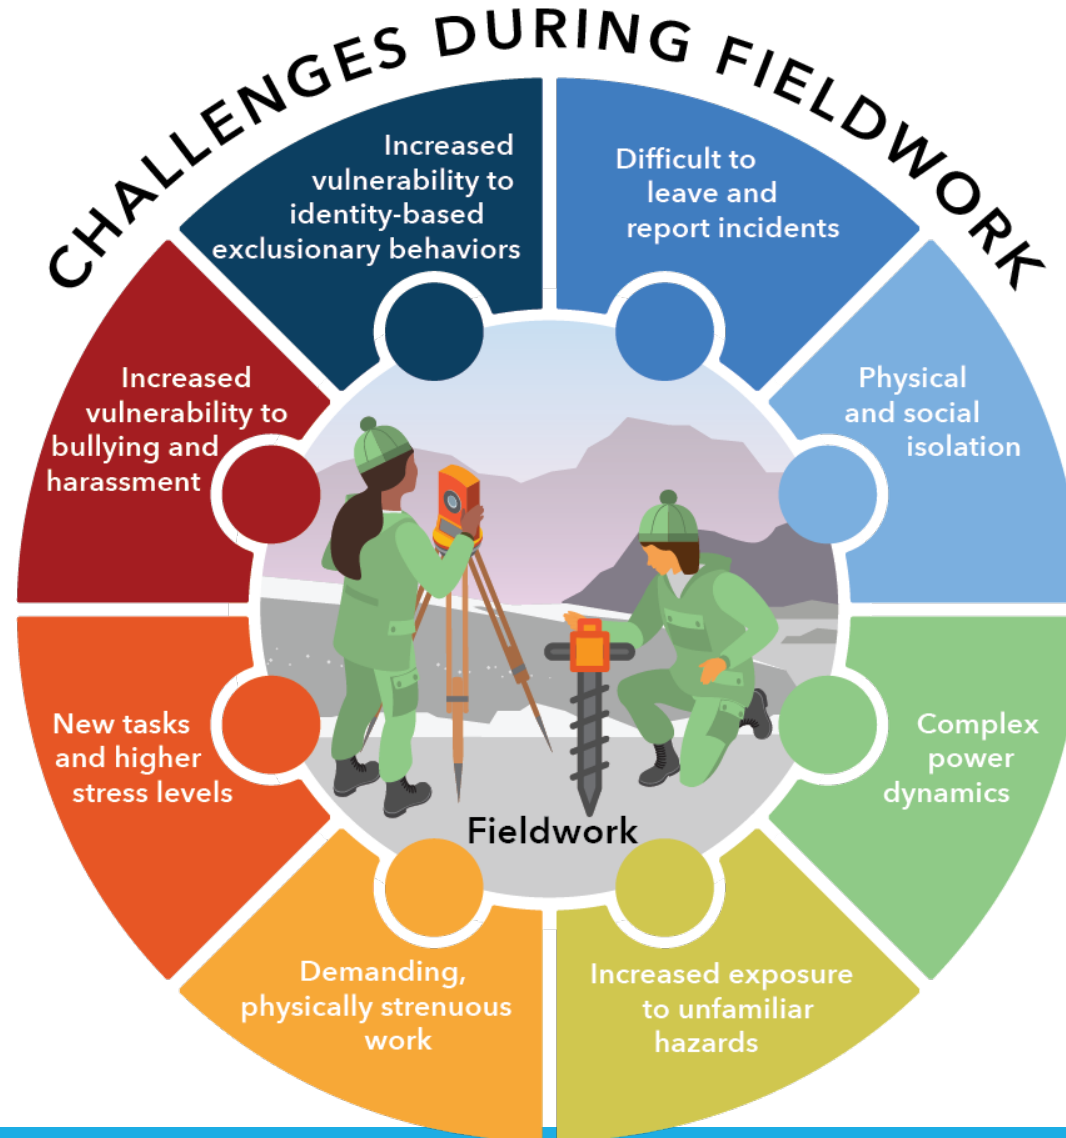 CHALLENGES DURING FIELDWORK
Increased
vulnerability to
identity-based
exclusionary behaviors
Difficult to
leave and
report incidents
Physical
and social
isolation
Complex
power
dynamics
Increased exposure
to unfamiliar
hazards
Demanding,
physically strenuous
work
New tasks
and higher
stress levels
Increased
vulnerability to
bullying and
harassment
Fieldwork